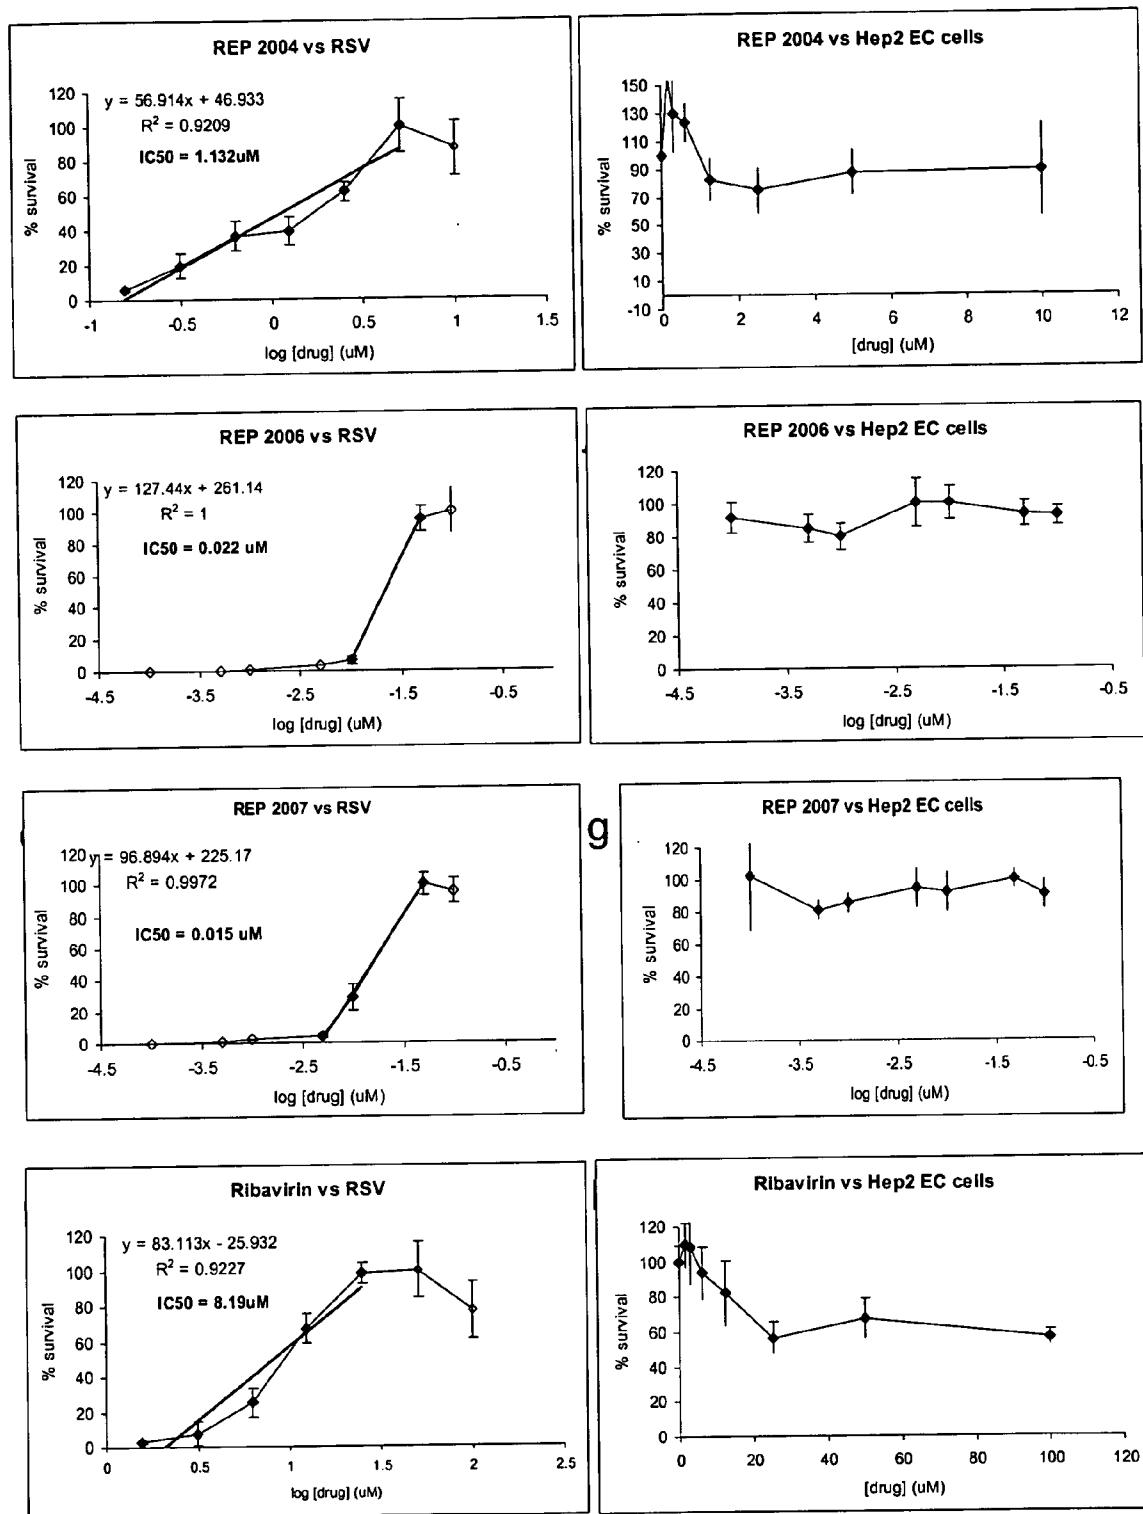 REP 2004 vs RSV
y = 56.914x + 46.933
R² = 0.9209
IC50 = 1.132uM
% survival
120
100
80
60
40
20
0
-1 -0.5 0 0.5 1 1.5
log [drug] (uM)
REP 2004 vs Hep2 EC cells
% survival
150
130
110
90
70
50
30
10
-10
0 2 4 6 8 10 12
[drug] (uM)
REP 2006 vs RSV
y = 127.44x + 261.14
R² = 1
IC50 = 0.022 uM
% survival
120
100
80
60
40
20
0
-4.5 -3.5 -2.5 -1.5 -0.5
log [drug] (uM)
REP 2006 vs Hep2 EC cells
% survival
120
100
80
60
40
20
0
-4.5 -3.5 -2.5 -1.5 -0.5
log [drug] (uM)
REP 2007 vs RSV
y = 96.894x + 225.17
R² = 0.9972
IC50 = 0.015 uM
% survival
120
100
80
60
40
20
0
-4.5 -3.5 -2.5 -1.5 -0.5
log [drug] (uM)
g
REP 2007 vs Hep2 EC cells
% survival
120
100
80
60
40
20
0
-4.5 -3.5 -2.5 -1.5 -0.5
log [drug] (uM)
Ribavirin vs RSV
y = 83.113x - 25.932
R² = 0.9227
IC50 = 8.19uM
% survival
120
100
80
60
40
20
0
0 0.5 1 1.5 2 2.5
log [drug] (uM)
Ribavirin vs Hep2 EC cells
% survival
120
100
80
60
40
20
0
0 20 40 60 80 100 120
[drug] (uM)